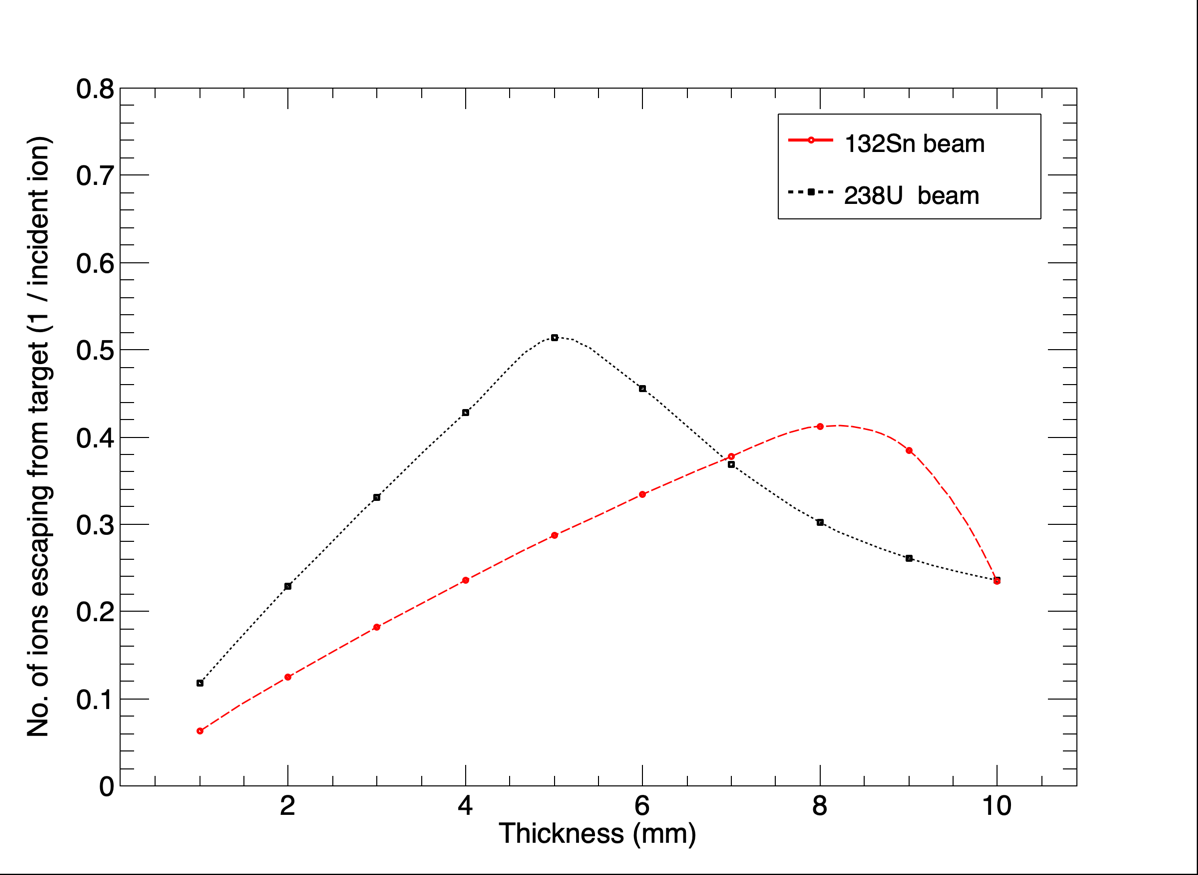 No. of ions escaping from target (1 / incident ion)
0.8
0.7
0.6
0.5
0.4
0.3
0.2
0.1
0
132Sn beam
238U  beam
2 4 6 8 10
Thickness (mm)